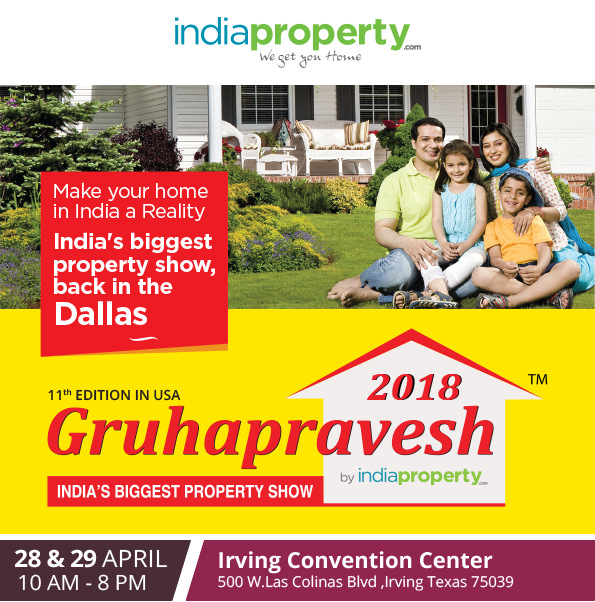 indiaproperty.com
We get you Home
Make your home
in India a Reality
India's biggest
property show,
back in the
Dallas
2018
TM
11th EDITION IN USA
Gruhapravesh
by indiaproperty.com
INDIA'S BIGGEST PROPERTY SHOW
28 & 29 APRIL
10 AM - 8 PM
Irving Convention Center
500 W.Las Colinas Blvd ,Irving Texas 75039